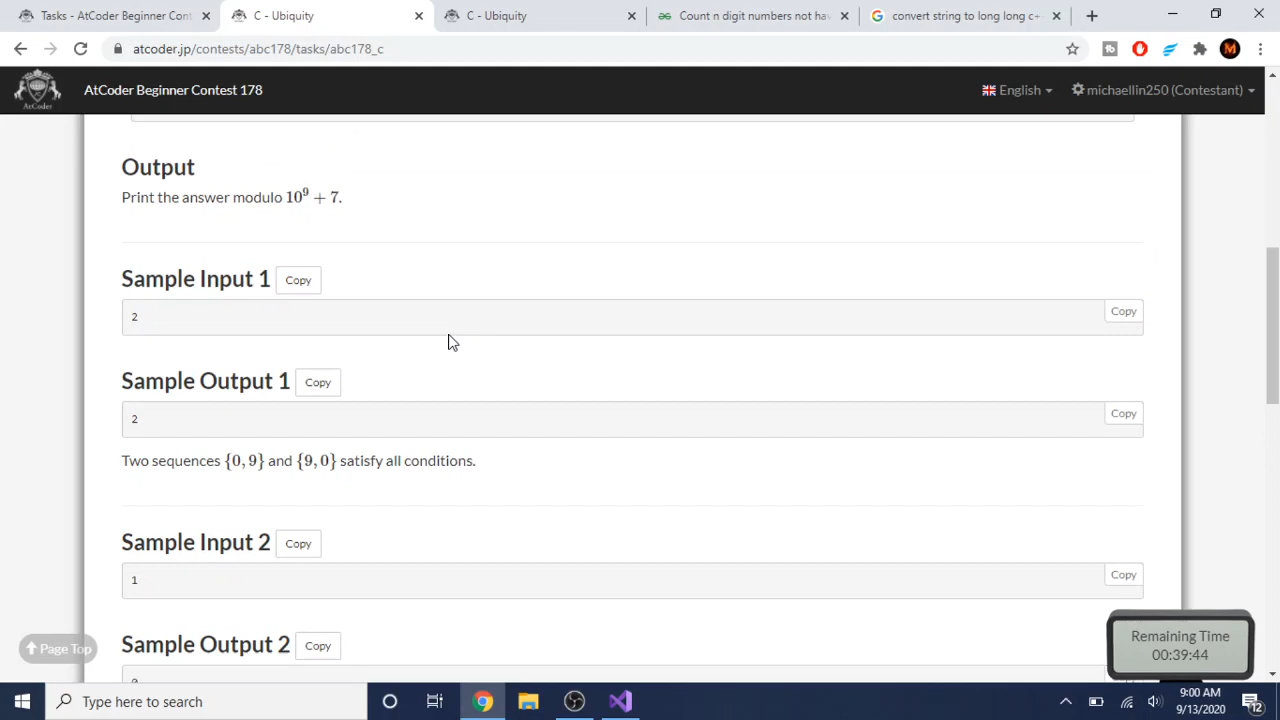 Tasks - AtCoder Beginner Cont
C - Ubiquity
C - Ubiquity
Count n digit numbers not hav
convert string to long long c+
atcoder.jp/contests/abc178/tasks/abc178_c
AtCoder Beginner Contest 178
English
michaellin250 (Contestant)
Output
Print the answer modulo 10^9 + 7.
Sample Input 1
Copy
2
Copy
Sample Output 1
Copy
2
Copy
Two sequences {0, 9} and {9, 0} satisfy all conditions.
Sample Input 2
Copy
1
Copy
Sample Output 2
Copy
Page Top
Remaining Time
00:39:44
Type here to search
9:00 AM
9/13/2020
12